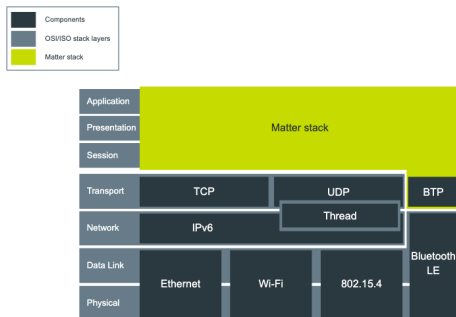 Components
OSI/ISO stack layers
Matter stack
Application
Presentation
Session
Matter stack
Transport
TCP
UDP
BTP
Thread
Network
IPv6
Data Link
Physical
Ethernet
Wi-Fi
802.15.4
Bluetooth
LE